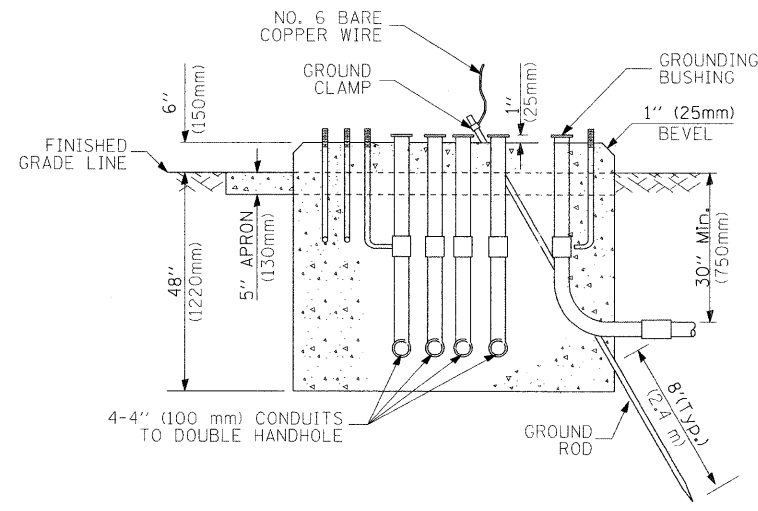 NO. 6 BARE
COPPER WIRE
GROUND
CLAMP
1"
(25mm)
GROUNDING
BUSHING
6"
(150mm)
1" (25mm)
BEVEL
FINISHED
GRADE LINE
48"
(1220mm)
5" APRON
(130mm)
30" Min.
(750mm)
4-4" (100 mm) CONDUITS
TO DOUBLE HANDHOLE
GROUND
ROD
8'(Typ.)
(2.4 m)